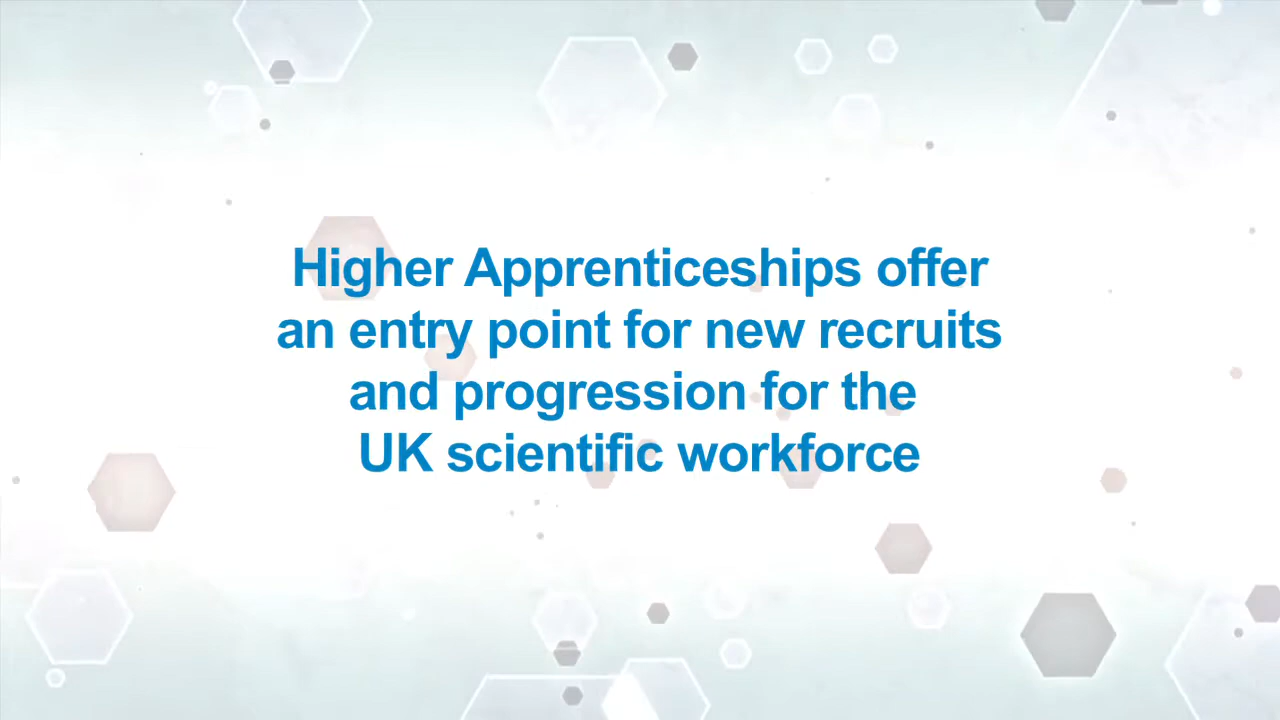 Higher Apprenticeships offer
an entry point for new recruits
and progression for the
UK scientific workforce